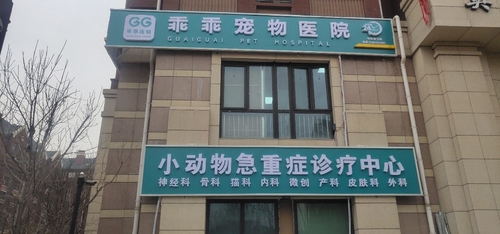 GG
乖乖宠物医院
GUAIGUAI PET HOSPITAL
小动物急重症诊疗中心
神经科 骨科 猫科 内科 微创 产科 皮肤科 外科